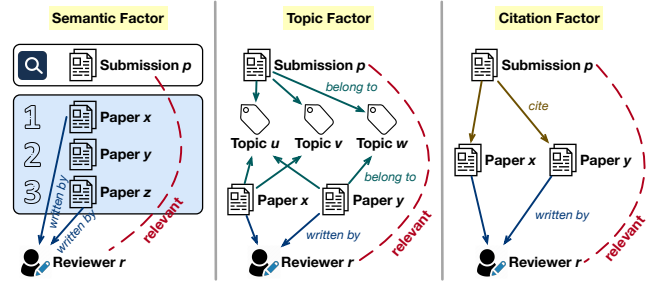 Semantic Factor
Submission p
1 Paper x
2 Paper y
3 Paper z
written by
written by
relevant
Reviewer r
Topic Factor
Submission p
belong to
Topic u Topic v Topic w
belong to
Paper x Paper y
written by
relevant
Reviewer r
Citation Factor
Submission p
cite
Paper x Paper y
written by
relevant
Reviewer r